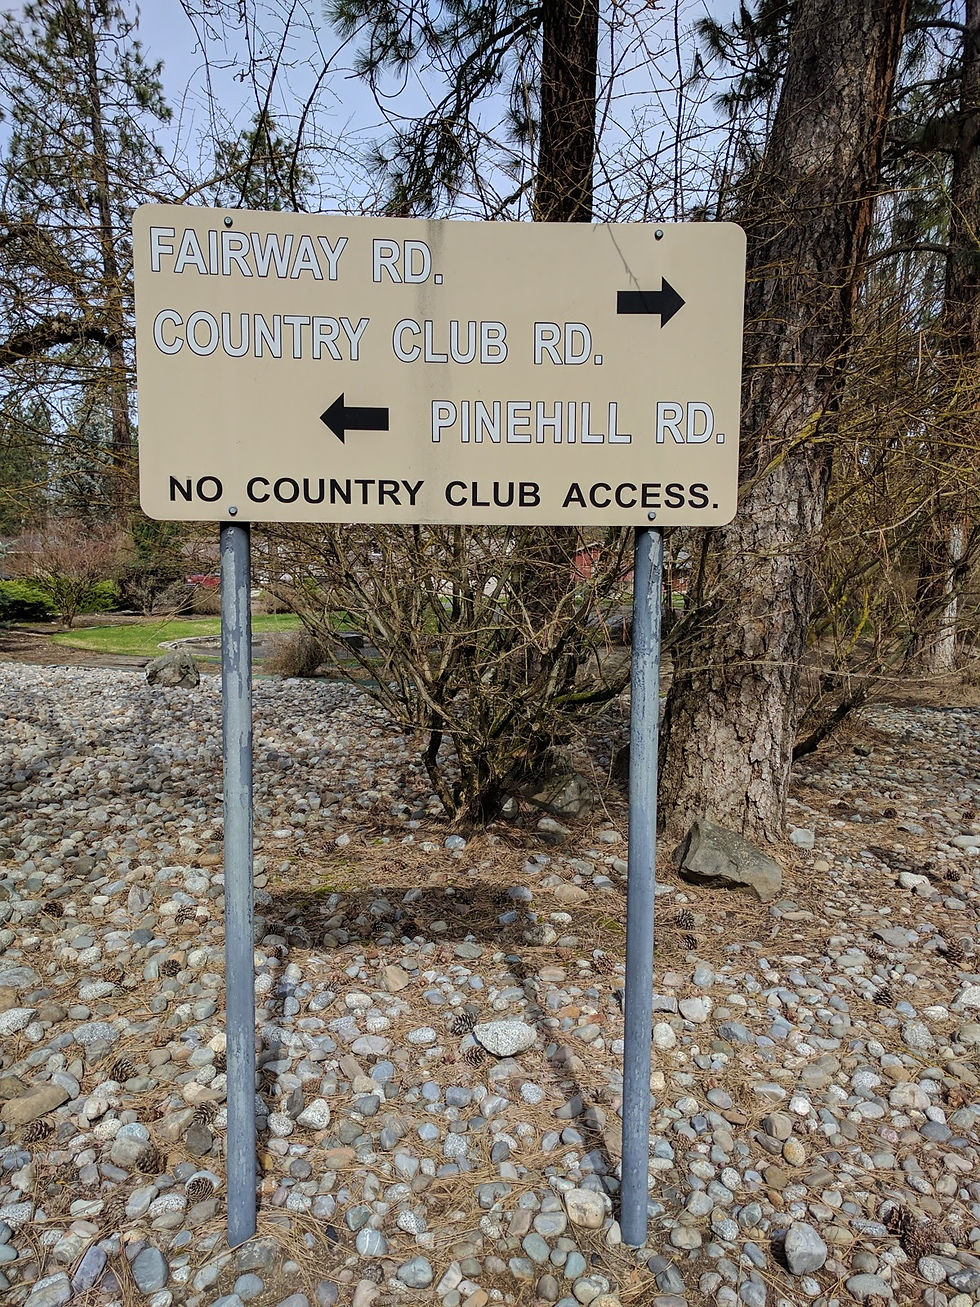 FAIRWAY RD.
COUNTRY CLUB RD.
PINEHILL RD.
NO COUNTRY CLUB ACCESS.